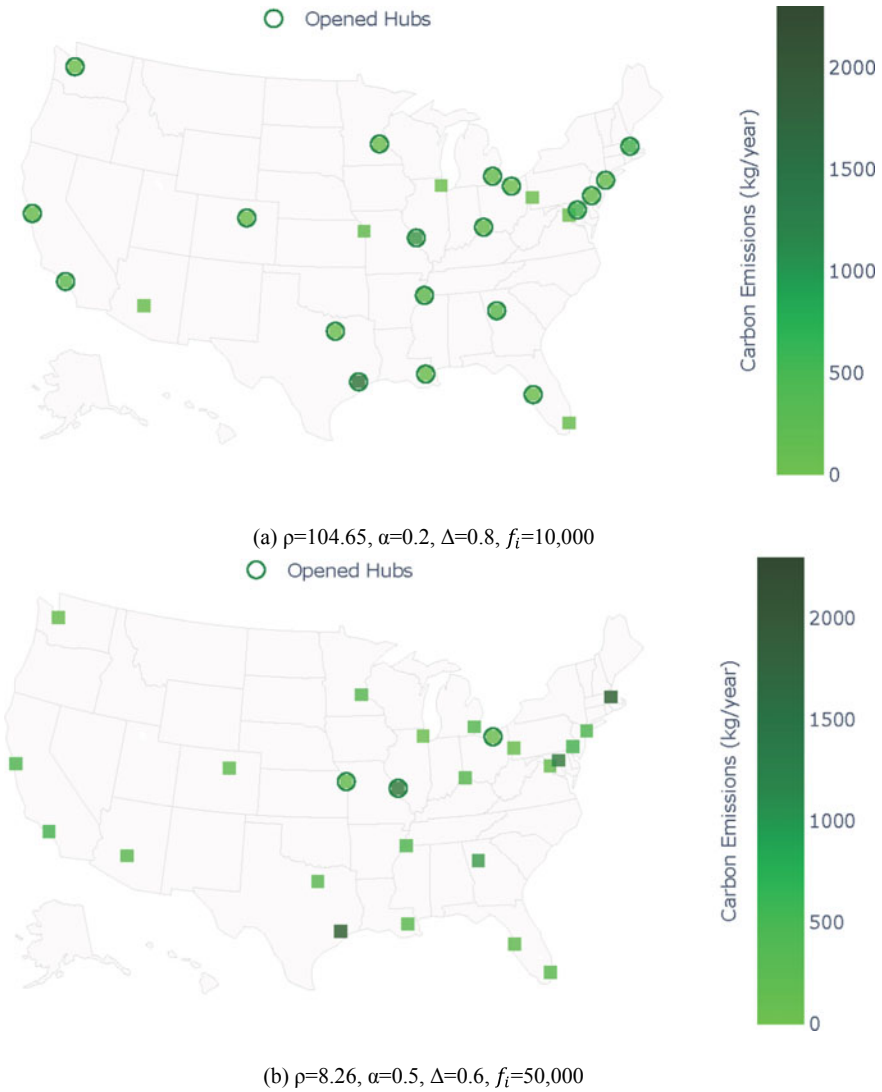 Opened Hubs
Carbon Emissions (kg/year)
2000
1500
1000
500
0
(a) ρ=104.65, α=0.2, Δ=0.8, fᵢ=10,000
Opened Hubs
Carbon Emissions (kg/year)
2000
1500
1000
500
0
(b) ρ=8.26, α=0.5, Δ=0.6, fᵢ=50,000